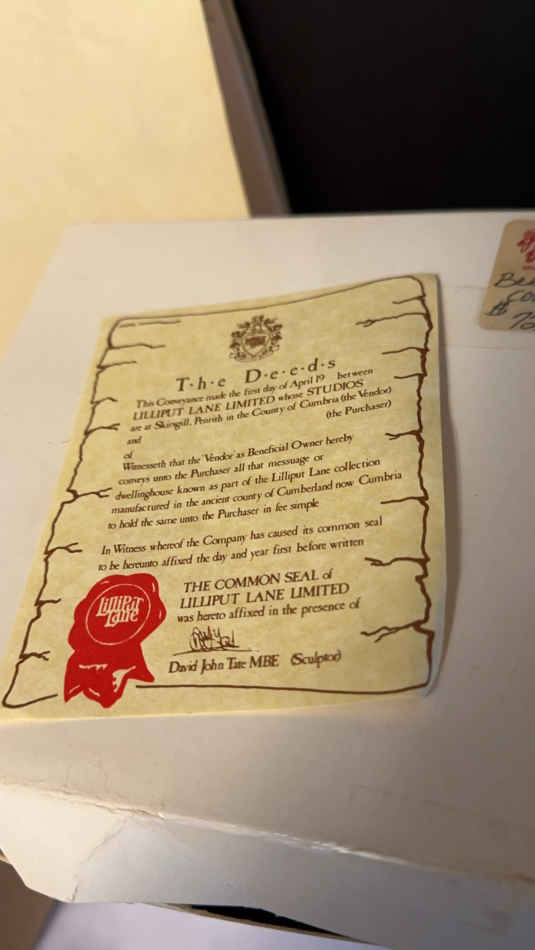 T·h·e D·e·e·d·s
This Conveyance made the first day of April 19 between
LILLIPUT LANE LIMITED whose STUDIOS
are at Skirsgill, Penrith in the County of Cumbria (the Vendor)
and (the Purchaser)
of
Witnesseth that the Vendor as Beneficial Owner hereby
conveys unto the Purchaser all that messuage or
dwellinghouse known as part of the Lilliput Lane collection
manufactured in the ancient county of Cumberland now Cumbria
to hold the same unto the Purchaser in fee simple
In Witness whereof the Company has caused its common seal
to be hereunto affixed the day and year first before written
THE COMMON SEAL of
LILLIPUT LANE LIMITED
was hereto affixed in the presence of
David John Tate MBE (Sculptor)
Lilliput
Lane
$